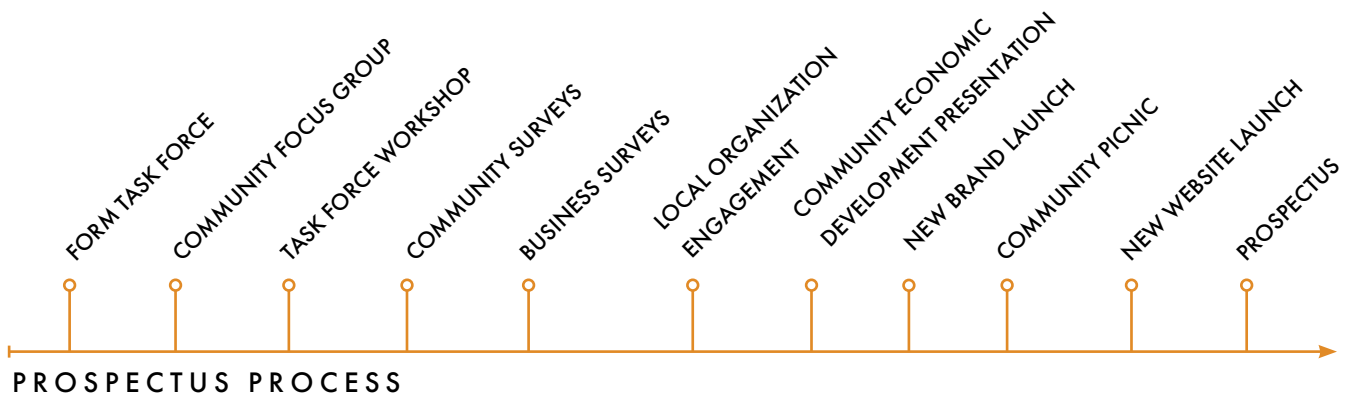 FORM TASK FORCE
COMMUNITY FOCUS GROUP
TASK FORCE WORKSHOP
COMMUNITY SURVEYS
BUSINESS SURVEYS
LOCAL ORGANIZATION
ENGAGEMENT
COMMUNITY ECONOMIC
DEVELOPMENT PRESENTATION
NEW BRAND LAUNCH
COMMUNITY PICNIC
NEW WEBSITE LAUNCH
PROSPECTUS
PROSPECTUS PROCESS